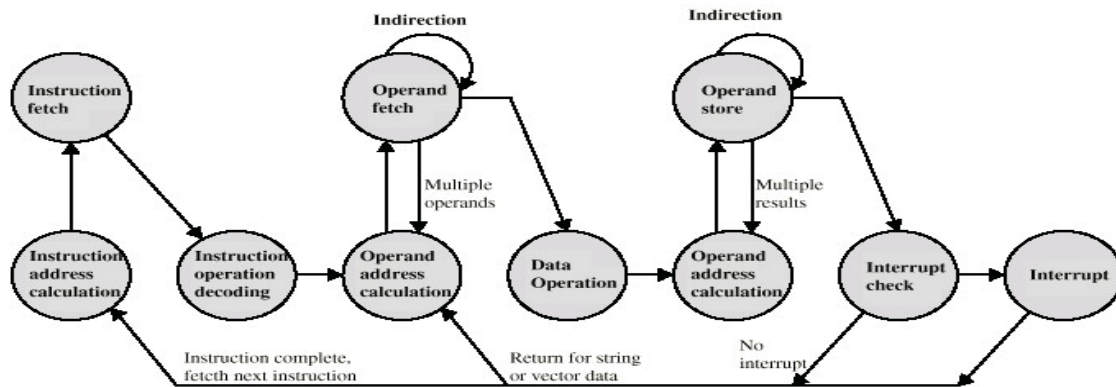 Indirection
Indirection
Instruction
fetch
Operand
fetch
Operand
store
Multiple
operands
Multiple
results
Instruction
address
calculation
Instruction
operation
decoding
Operand
address
calculation
Data
Operation
Operand
address
calculation
Interrupt
check
Interrupt
Instruction complete,
fetcth next instruction
Return for string
or vector data
No
interrupt